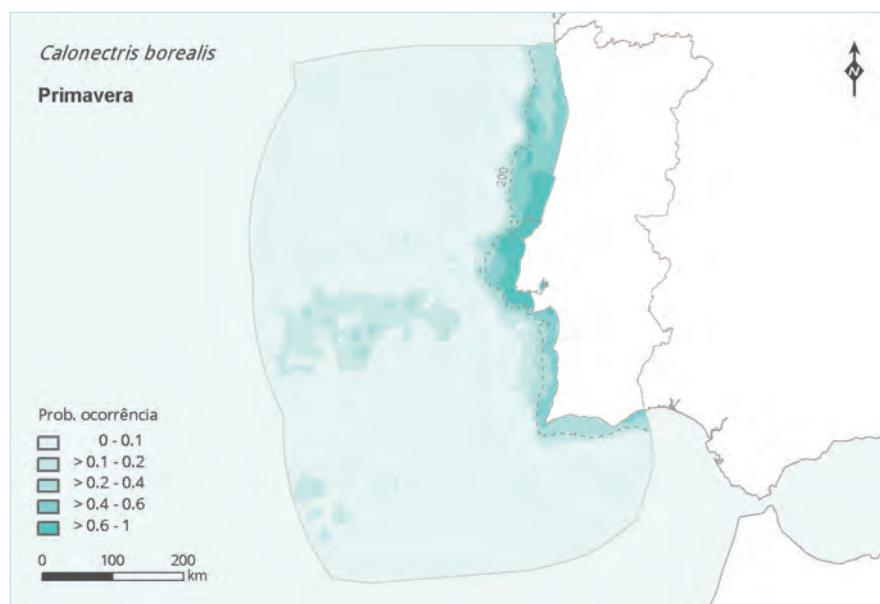 Calonectris borealis
Primavera
N
200
Prob. ocorrência
0 - 0.1
> 0.1 - 0.2
> 0.2 - 0.4
> 0.4 - 0.6
> 0.6 - 1
0 100 200
km